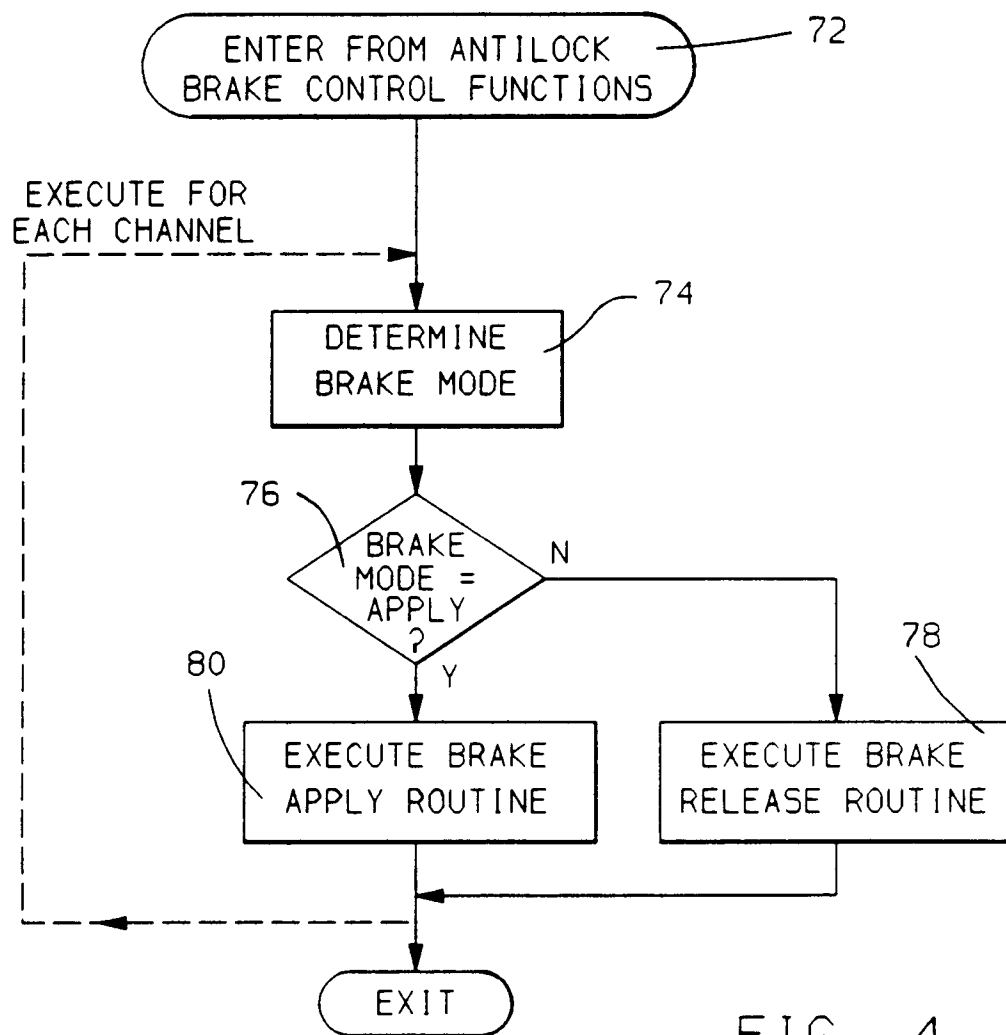 ENTER FROM ANTILOCK
BRAKE CONTROL FUNCTIONS
72
EXECUTE FOR
EACH CHANNEL
74
DETERMINE
BRAKE MODE
76
BRAKE
MODE =
APPLY
?
N
Y
80
78
EXECUTE BRAKE
APPLY ROUTINE
EXECUTE BRAKE
RELEASE ROUTINE
EXIT
FIG. 4